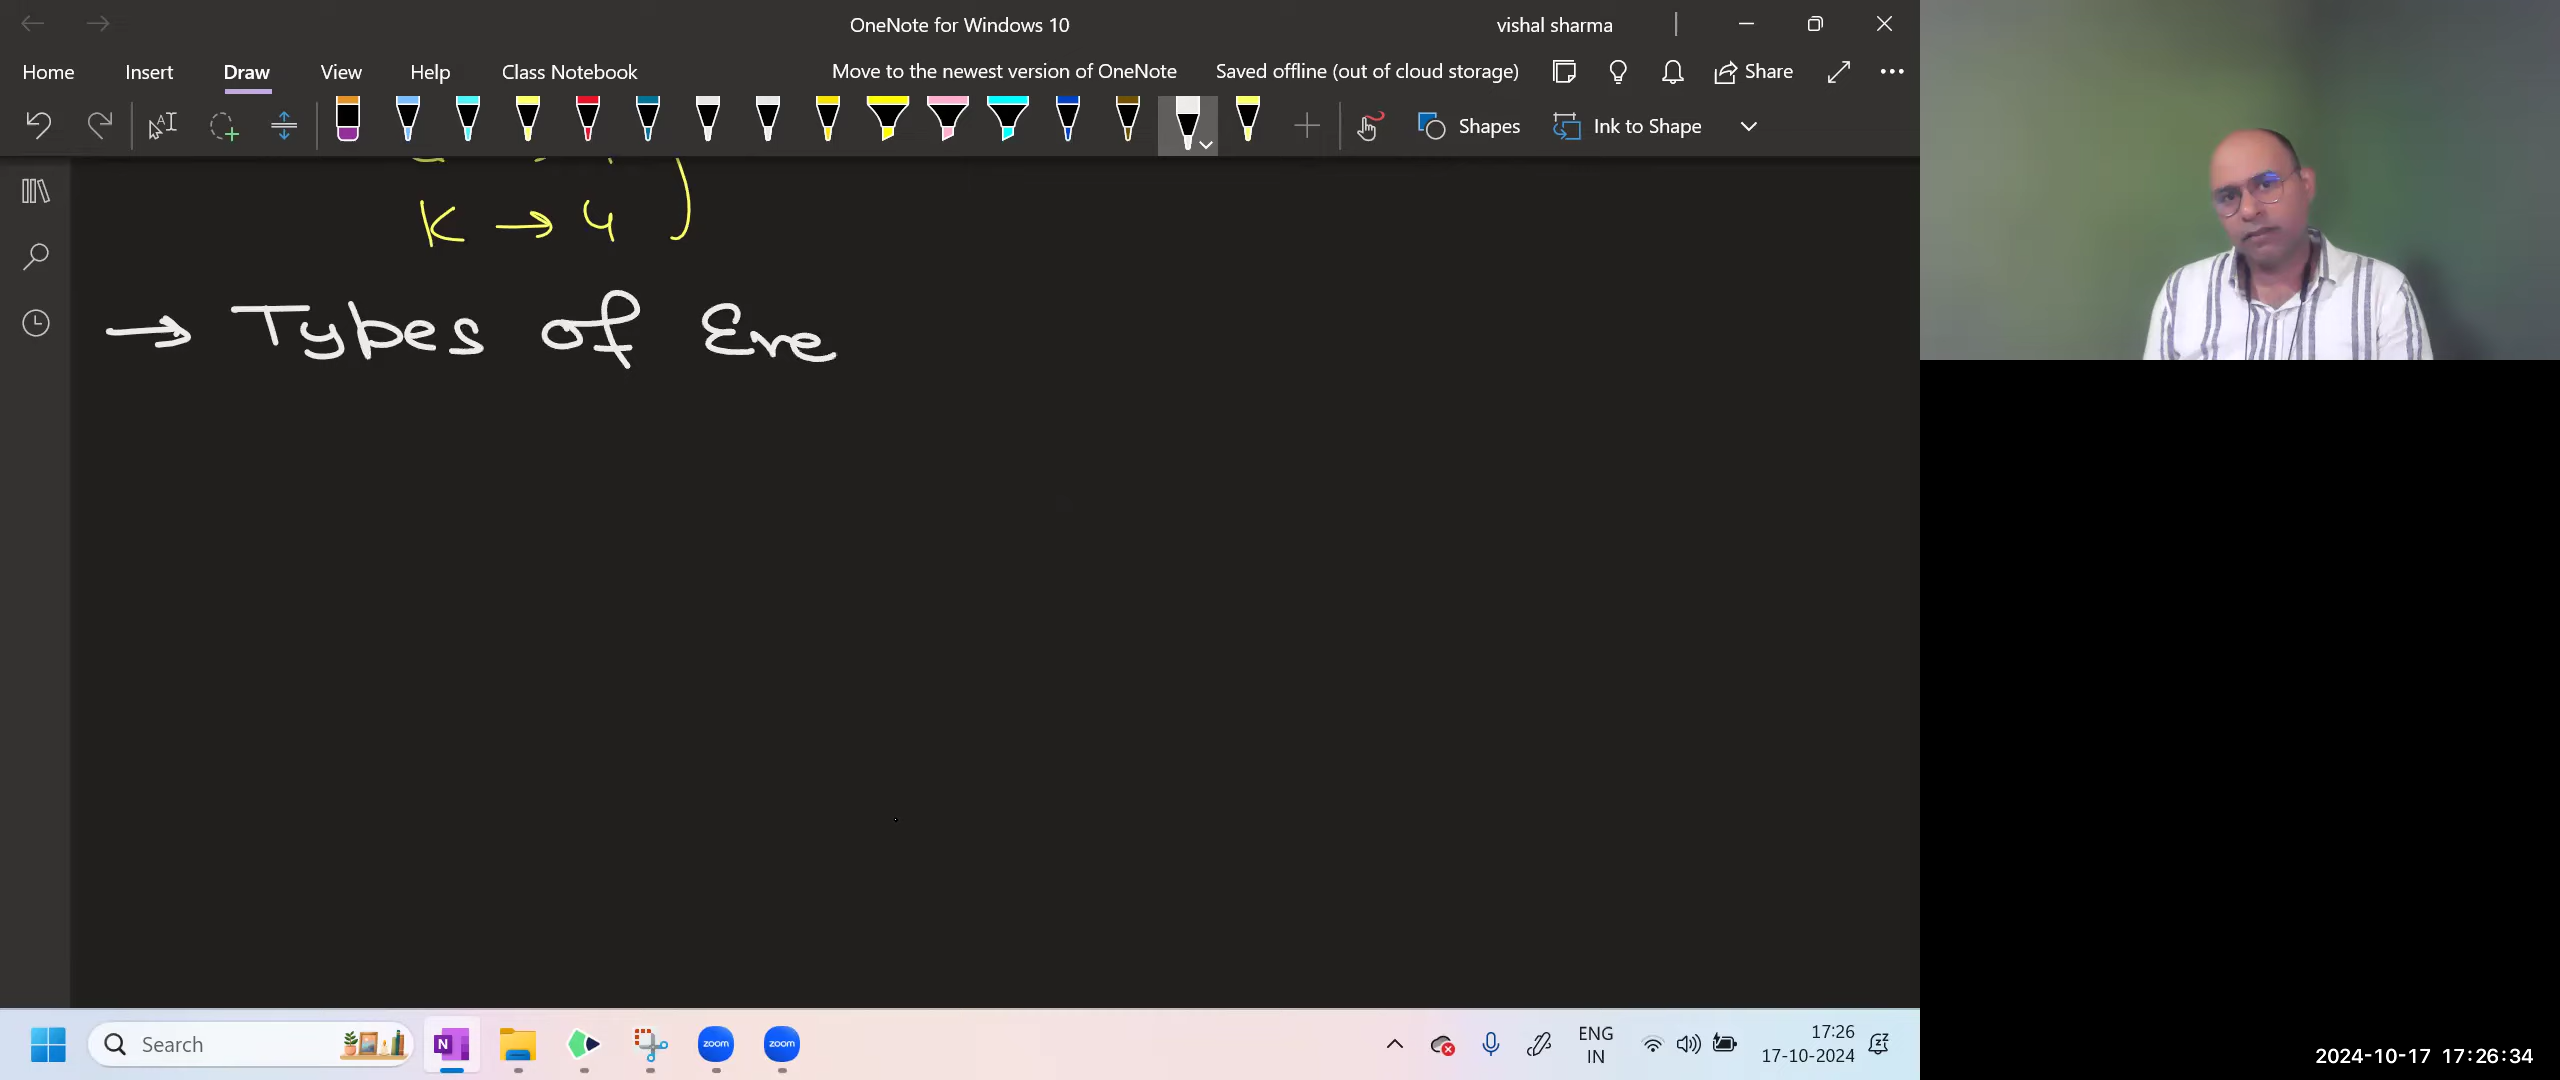 OneNote for Windows 10
vishal sharma
Home Insert Draw View Help Class Notebook
Move to the newest version of OneNote Saved offline (out of cloud storage) Share
Shapes Ink to Shape
K → 4
→ Types of Eve
Search
zoom zoom
ENG
IN
17:26
17-10-2024
2024-10-17 17:26:34